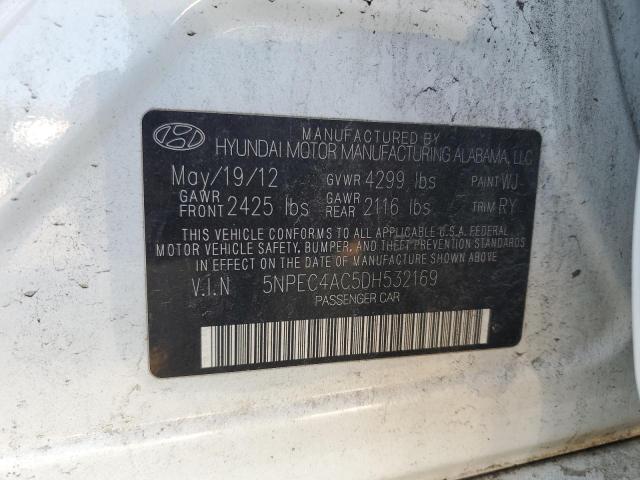 MANUFACTURED BY
HYUNDAI MOTOR MANUFACTURING ALABAMA, LLC
May/19/12 GVWR 4299 lbs PAINT WJ-
GAWR FRONT 2425 lbs GAWR REAR 2116 lbs TRIM RY
THIS VEHICLE CONFORMS TO ALL APPLICABLE U.S.A. FEDERAL
MOTOR VEHICLE SAFETY, BUMPER, AND THEFT PREVENTION STANDARDS
IN EFFECT ON THE DATE OF MANUFACTURE SHOWN ABOVE.
V.I.N 5NPEC4AC5DH532169
PASSENGER CAR